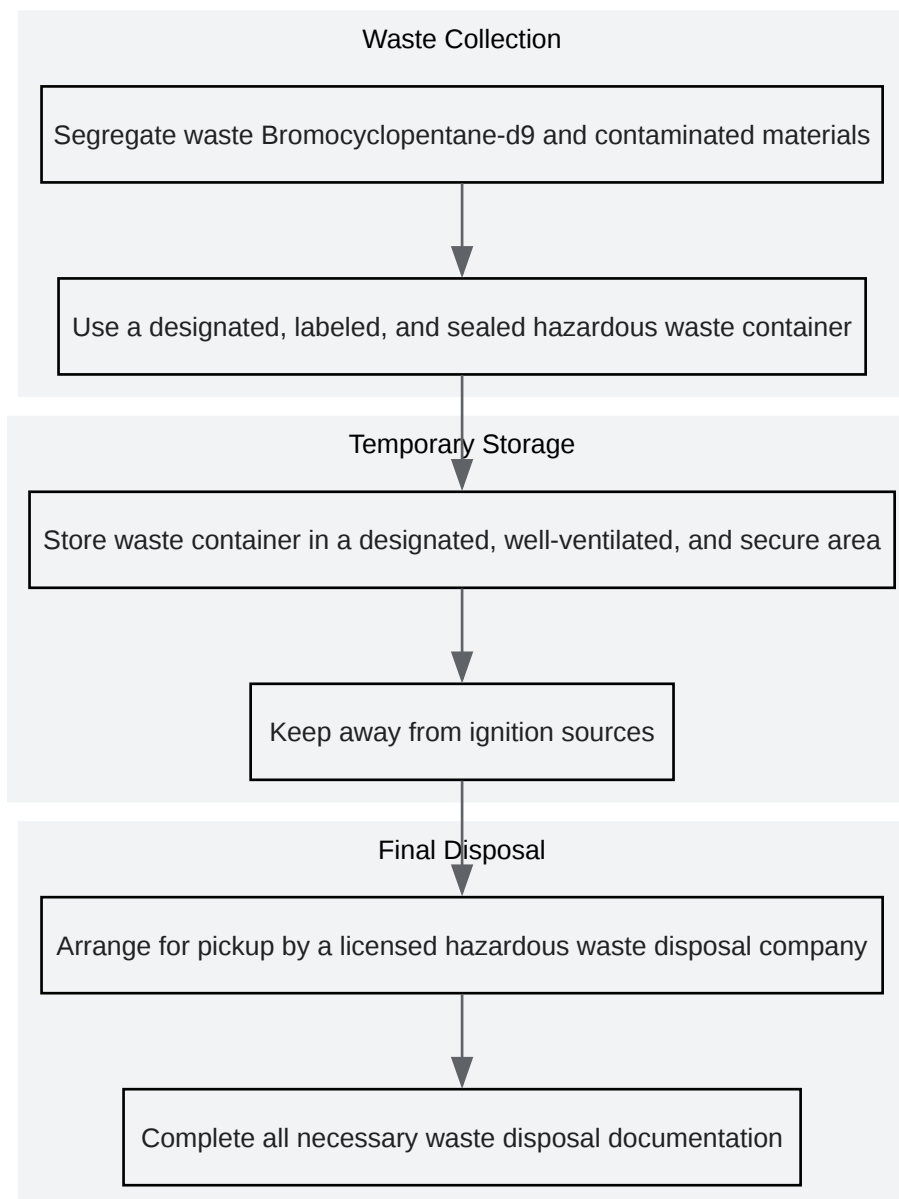 Waste Collection
Segregate waste Bromocyclopentane-d9 and contaminated materials
Use a designated, labeled, and sealed hazardous waste container
Temporary Storage
Store waste container in a designated, well-ventilated, and secure area
Keep away from ignition sources
Final Disposal
Arrange for pickup by a licensed hazardous waste disposal company
Complete all necessary waste disposal documentation